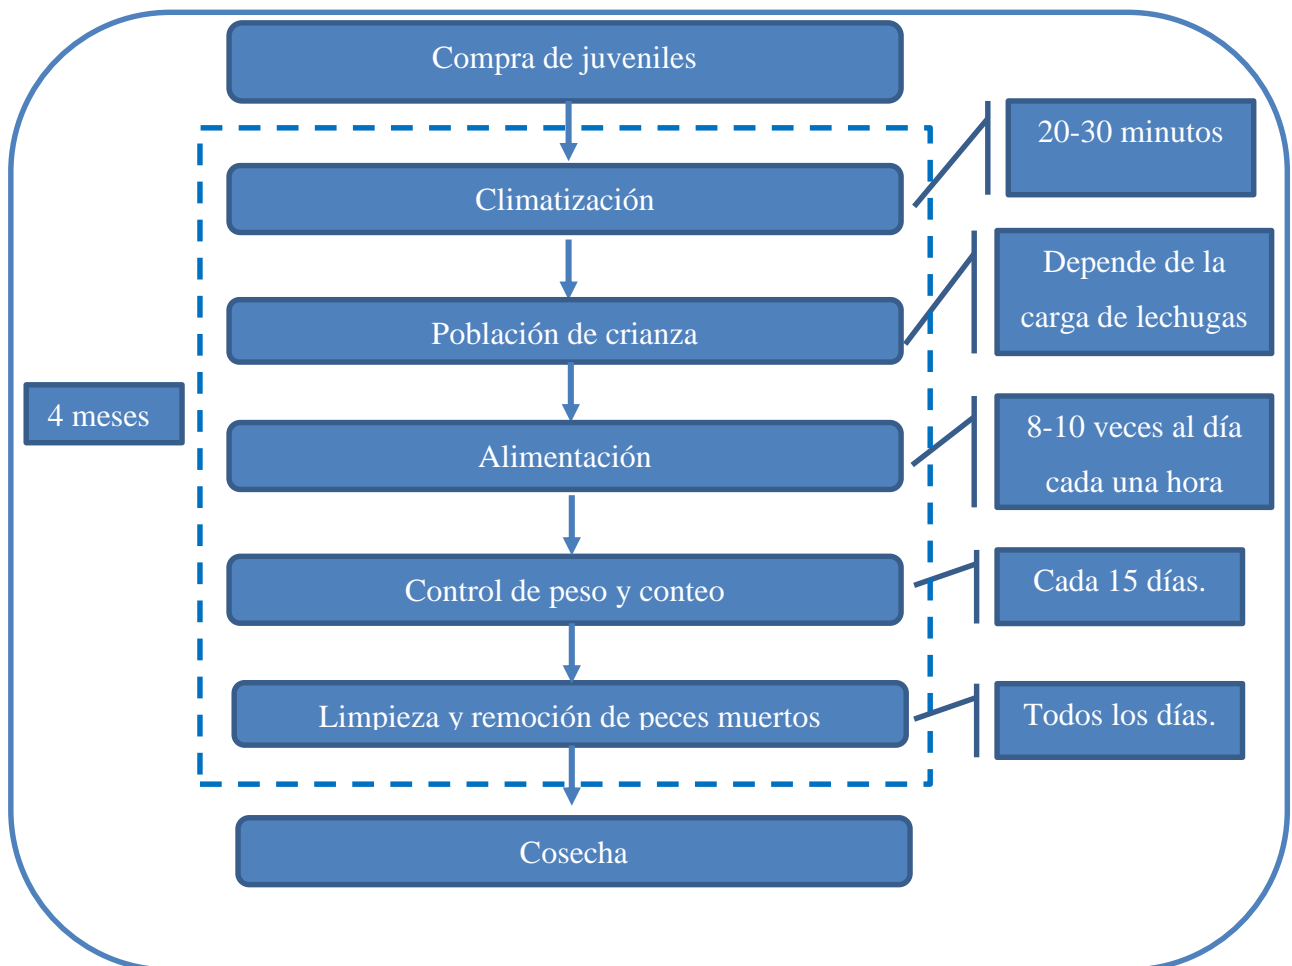 Compra de juveniles
20-30 minutos
Climatización
Depende de la
carga de lechugas
Población de crianza
4 meses
8-10 veces al día
cada una hora
Alimentación
Control de peso y conteo
Cada 15 días.
Limpieza y remoción de peces muertos
Todos los días.
Cosecha